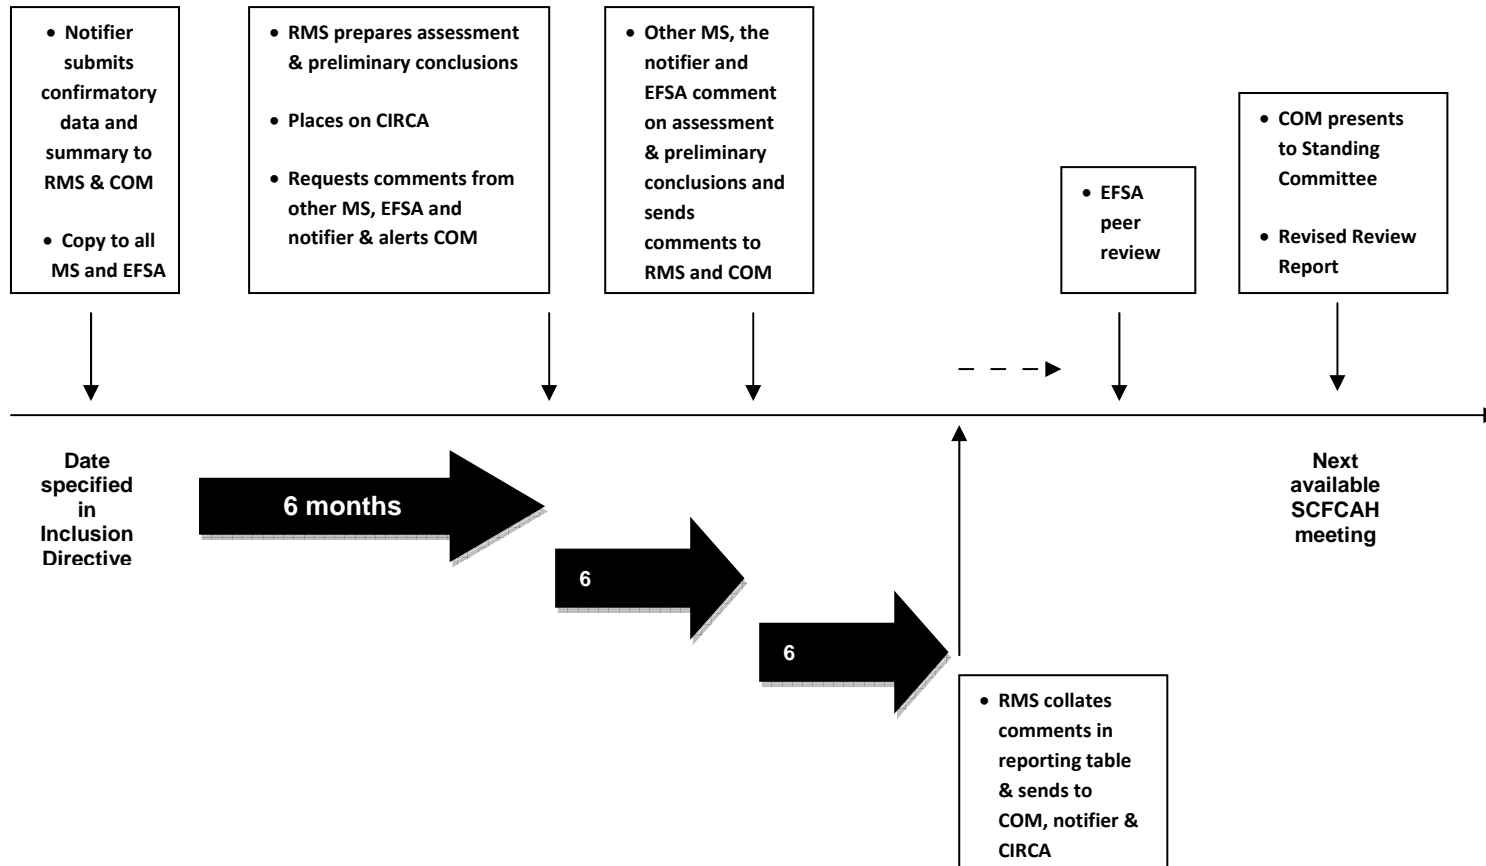 • Notifier
submits
confirmatory
data and
summary to
RMS & COM
• Copy to all
MS and EFSA
• RMS prepares assessment
& preliminary conclusions
• Places on CIRCA
• Requests comments from
other MS, EFSA and
notifier & alerts COM
• Other MS, the
notifier and
EFSA comment
on assessment
& preliminary
conclusions and
sends
comments to
RMS and COM
• EFSA
peer
review
• COM presents
to Standing
Committee
• Revised Review
Report
Date
specified
in
Inclusion
Directive
6 months
6
6
Next
available
SCFCAH
meeting
• RMS collates
comments in
reporting table
& sends to
COM, notifier &
CIRCA